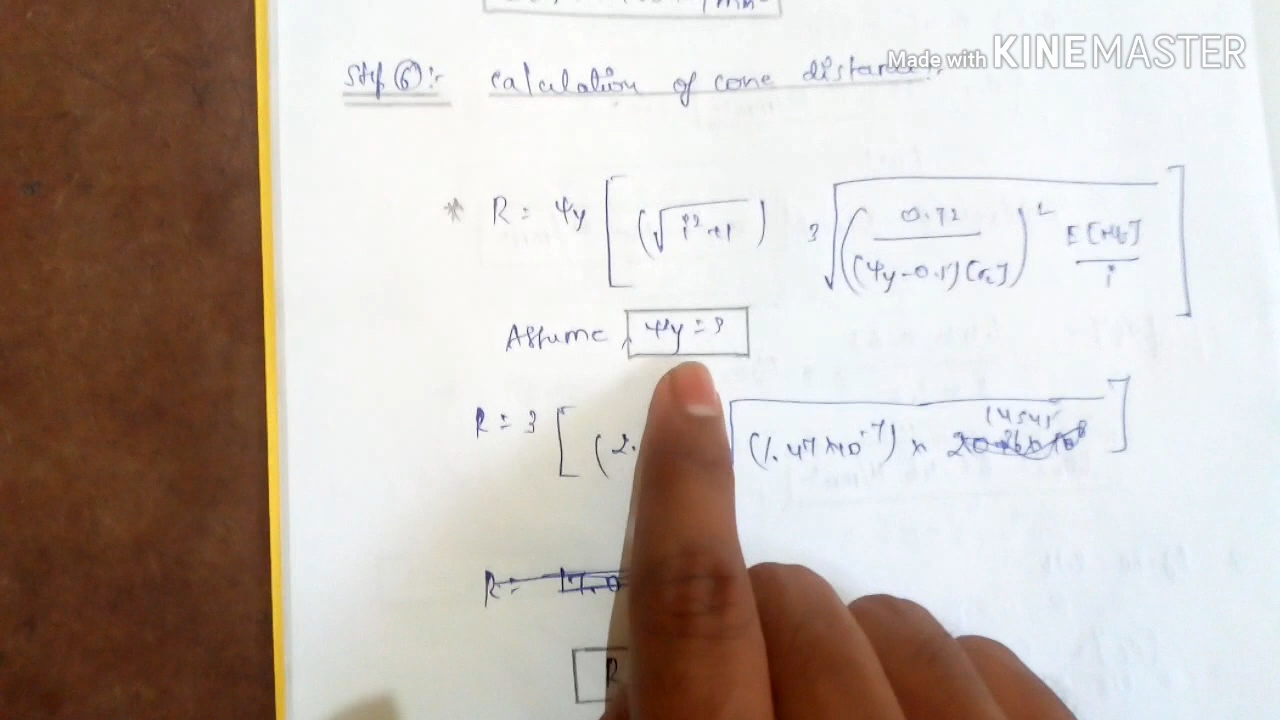 Made with KINEMASTER
Step ⑥:- calculation of cone distance:-
* R = ψy [ (√i²+1) ³√(0.72 / (ψy-0.5)[σc])² E[Mt] / i ]
Assume, ψy = 3
R = 3 [ (2. √(1.47×10⁻⁷) ×
R =
R